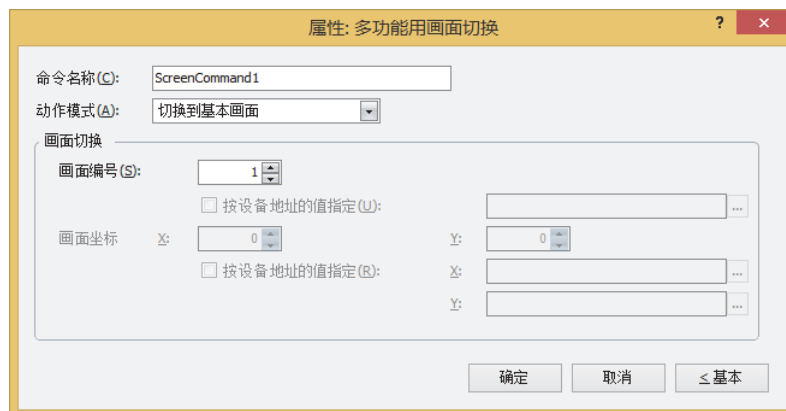 属性: 多功能用画面切换
? ×
命令名称(C): ScreenCommand1
动作模式(A): 切换到基本画面
画面切换
画面编号(S): 1
按设备地址的值指定(U): ...
画面坐标 X: 0 Y: 0
按设备地址的值指定(R): X: ...
Y: ...
确定 取消 ≤基本